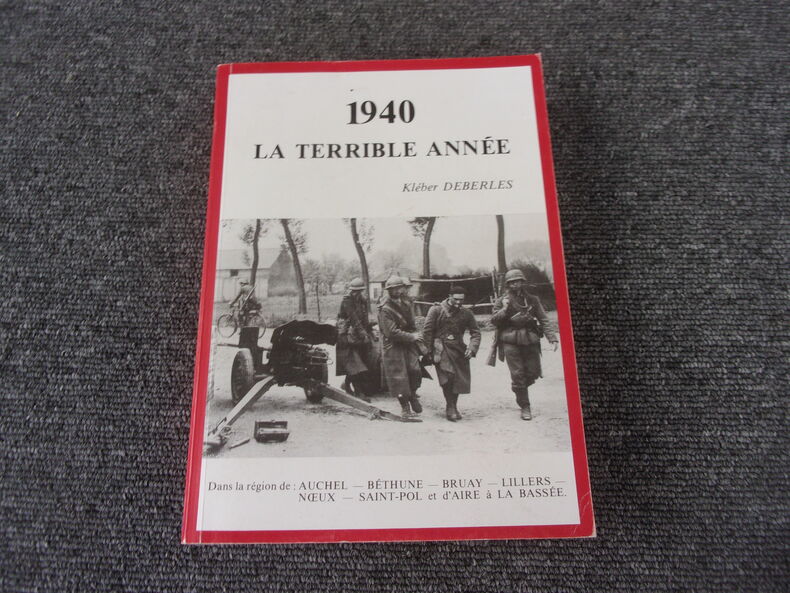 1940
LA TERRIBLE ANNÉE
Kléber DEBERLES
Dans la région de : AUCHEL — BÉTHUNE — BRUAY — LILLERS —
NŒUX — SAINT-POL et d'AIRE à LA BASSÉE.